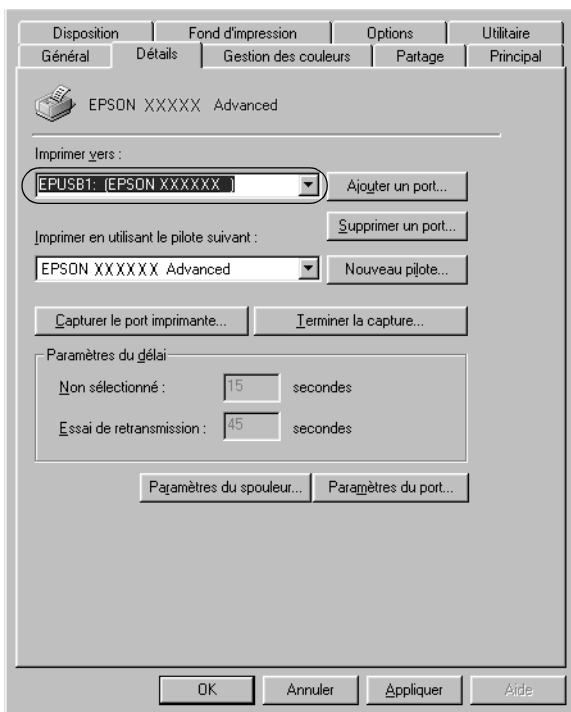 Disposition Fond d'impression Options Utilitaire
Général Détails Gestion des couleurs Partage Principal
EPSON XXXXX Advanced
Imprimer vers :
EPUSB1: (EPSON XXXXXX ) Ajouter un port...
Supprimer un port...
Imprimer en utilisant le pilote suivant :
EPSON XXXXXX Advanced Nouveau pilote...
Capturer le port imprimante... Terminer la capture...
Paramètres du délai
Non sélectionné : 15 secondes
Essai de retransmission : 45 secondes
Paramètres du spouleur... Paramètres du port...
OK Annuler Appliquer Aide